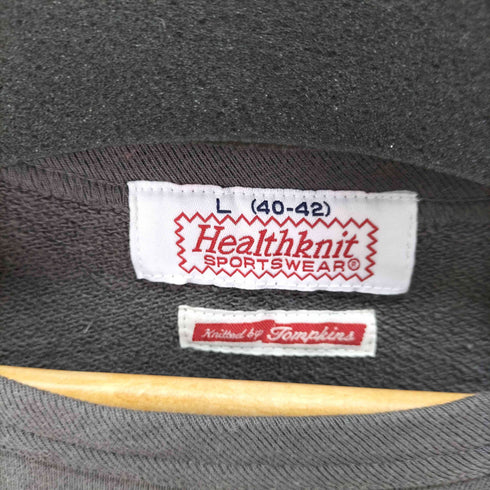 L (40-42)
Healthknit
SPORTSWEAR®
Knitted by Tompkins